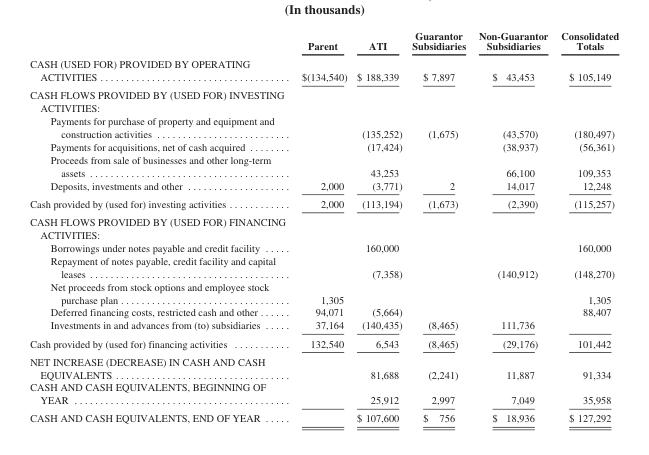 (In thousands)
Parent ATI Guarantor Subsidiaries Non-Guarantor Subsidiaries Consolidated Totals
CASH (USED FOR) PROVIDED BY OPERATING
ACTIVITIES . . . . . . . . . . . . . . . . . . . . . . . . . . . . . . . . . . . . . $(134,540) $ 188,339 $ 7,897 $ 43,453 $ 105,149
CASH FLOWS PROVIDED BY (USED FOR) INVESTING
ACTIVITIES:
Payments for purchase of property and equipment and
construction activities . . . . . . . . . . . . . . . . . . . . . . . . . (135,252) (1,675) (43,570) (180,497)
Payments for acquisitions, net of cash acquired . . . . . . . . (17,424) (38,937) (56,361)
Proceeds from sale of businesses and other long-term
assets . . . . . . . . . . . . . . . . . . . . . . . . . . . . . . . . . . . . . . 43,253 66,100 109,353
Deposits, investments and other . . . . . . . . . . . . . . . . . . . 2,000 (3,771) 2 14,017 12,248
Cash provided by (used for) investing activities . . . . . . . . . . . . 2,000 (113,194) (1,673) (2,390) (115,257)
CASH FLOWS PROVIDED BY (USED FOR) FINANCING
ACTIVITIES:
Borrowings under notes payable and credit facility . . . . . 160,000 160,000
Repayment of notes payable, credit facility and capital
leases . . . . . . . . . . . . . . . . . . . . . . . . . . . . . . . . . . . . . . (7,358) (140,912) (148,270)
Net proceeds from stock options and employee stock
purchase plan . . . . . . . . . . . . . . . . . . . . . . . . . . . . . . . . 1,305 1,305
Deferred financing costs, restricted cash and other . . . . . . 94,071 (5,664) 88,407
Investments in and advances from (to) subsidiaries . . . . . 37,164 (140,435) (8,465) 111,736
Cash provided by (used for) financing activities . . . . . . . . . . . 132,540 6,543 (8,465) (29,176) 101,442
NET INCREASE (DECREASE) IN CASH AND CASH
EQUIVALENTS . . . . . . . . . . . . . . . . . . . . . . . . . . . . . . . . . 81,688 (2,241) 11,887 91,334
CASH AND CASH EQUIVALENTS, BEGINNING OF
YEAR . . . . . . . . . . . . . . . . . . . . . . . . . . . . . . . . . . . . . . . . . 25,912 2,997 7,049 35,958
CASH AND CASH EQUIVALENTS, END OF YEAR . . . . . $ 107,600 $ 756 $ 18,936 $ 127,292